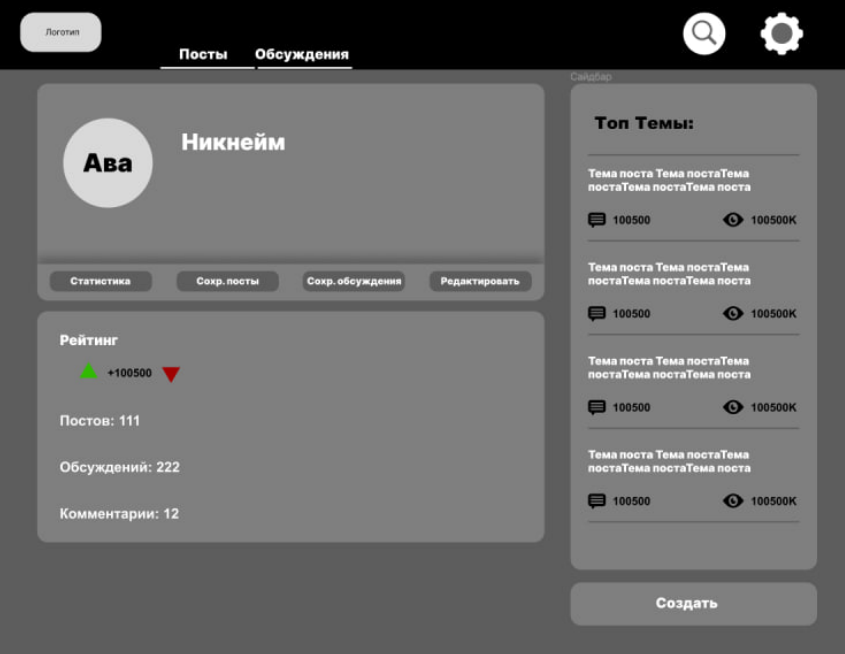 Логотип
Посты Обсуждения
Сайдбар
Ава
Никнейм
Статистика Сохр. посты Сохр. обсуждения Редактировать
Рейтинг
+100500
Постов: 111
Обсуждений: 222
Комментарии: 12
Топ Темы:
Тема поста Тема постаТема
постаТема постаТема поста
100500 100500K
Тема поста Тема постаТема
постаТема постаТема поста
100500 100500K
Тема поста Тема постаТема
постаТема постаТема поста
100500 100500K
Тема поста Тема постаТема
постаТема постаТема поста
100500 100500K
Создать